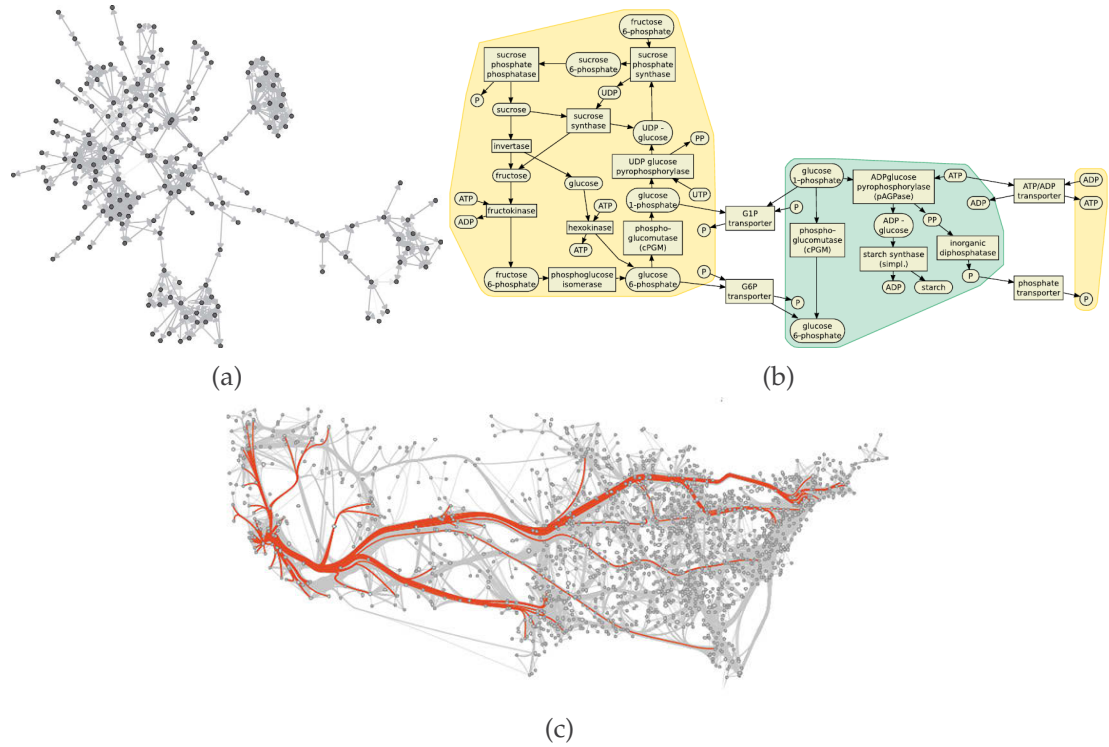 fructose
6-phosphate
sucrose
phosphate
phosphatase
sucrose
6-phosphate
sucrose
phosphate
synthase
P
UDP
sucrose
sucrose
synthase
UDP -
glucose
PP
invertase
UDP glucose
pyrophosphorylase
fructose
glucose
UTP
ATP
ADP
fructokinase
ATP
hexokinase
ATP
glucose
1-phosphate
phospho-
glucomutase
(cPGM)
fructose
6-phosphate
phosphoglucose
isomerase
glucose
6-phosphate
G1P
transporter
P
P
P
G6P
transporter
P
glucose
1-phosphate
ADPglucose
pyrophosphorylase
(pAGPase)
ATP
ADP
phospho-
glucomutase
(cPGM)
ADP -
glucose
PP
inorganic
diphosphatase
starch synthase
(simpl.)
P
ADP
starch
glucose
6-phosphate
ATP/ADP
transporter
ADP
ATP
phosphate
transporter
P
(a)
(b)
(c)